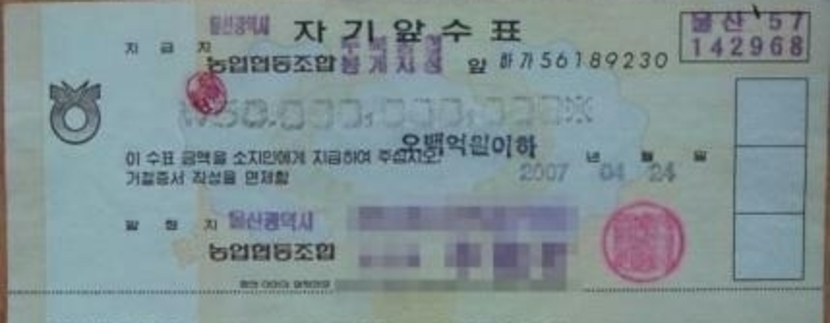 자기앞수표
울산 '57
142968
지급지 울산광역시
농업협동조합 앞 하가56189230
₩50,000,000,000※
오백억원이하
이 수표 금액을 소지인에게 지급하여 주십시오.
거절증서 작성을 면제함
년 월 일
2007 04 24
발행지 울산광역시
농업협동조합